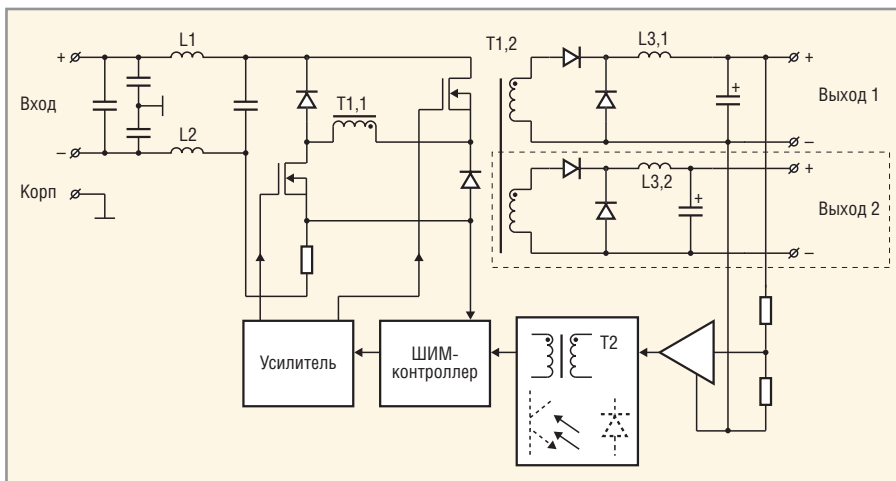 L1
T1,2
L3,1
+
+
+
Вход
T1,1
Выход 1
–
L2
–
+
Корп
L3,2
+
Выход 2
–
T2
Усилитель
ШИМ-
контроллер